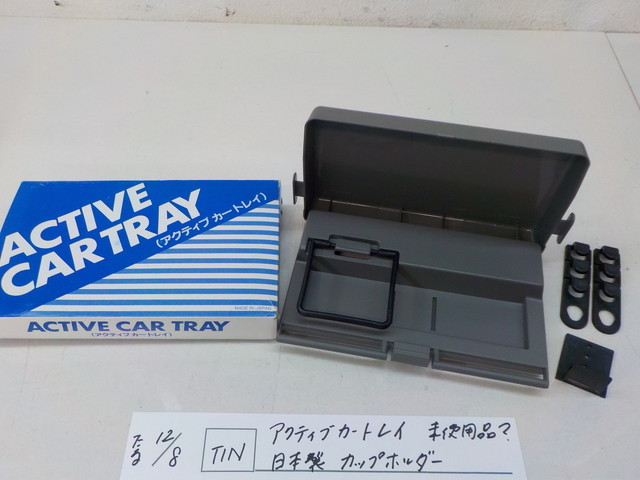 ACTIVE
CAR TRAY
(アクティブ カートレイ)
MADE IN JAPAN
ACTIVE CAR TRAY
(アクティブ カートレイ)
12/8
TIN
アクティブカートレイ 未使用品?
日本製 カップホルダー